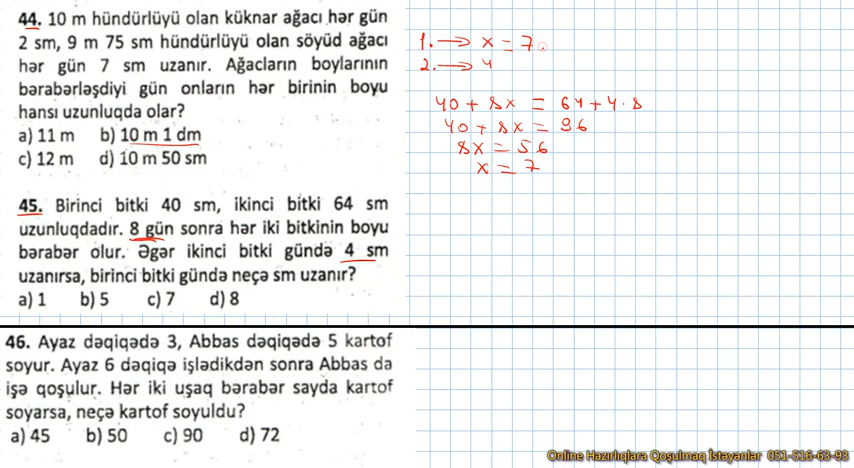 44. 10 m hündürlüyü olan küknar ağacı hər gün
2 sm, 9 m 75 sm hündürlüyü olan söyüd ağacı
hər gün 7 sm uzanır. Ağacların boylarının
bərabərləşdiyi gün onların hər birinin boyu
hansı uzunluqda olar?
a) 11 m b) 10 m 1 dm
c) 12 m d) 10 m 50 sm
45. Birinci bitki 40 sm, ikinci bitki 64 sm
uzunluqdadır. 8 gün sonra hər iki bitkinin boyu
bərabər olur. Əgər ikinci bitki gündə 4 sm
uzanırsa, birinci bitki gündə neçə sm uzanır?
a) 1 b) 5 c) 7 d) 8
1. → x = 7
2. → 4
40 + 8x = 64 + 4·8
40 + 8x = 96
8x = 56
x = 7
46. Ayaz dəqiqədə 3, Abbas dəqiqədə 5 kartof
soyur. Ayaz 6 dəqiqə işlədikdən sonra Abbas da
işə qoşulur. Hər iki uşaq bərabər sayda kartof
soyarsa, neçə kartof soyuldu?
a) 45 b) 50 c) 90 d) 72
Online Hazırlıqlara Qoşulmaq İstəyənlər 051-516-63-93